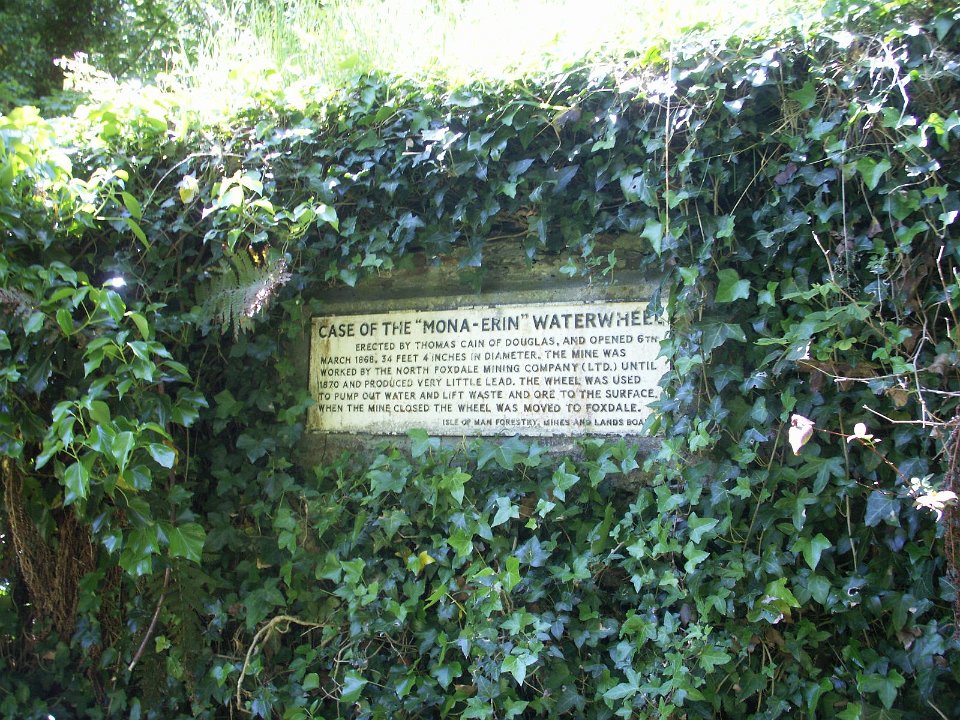 CASE OF THE "MONA-ERIN" WATERWHEEL
ERECTED BY THOMAS CAIN OF DOUGLAS, AND OPENED 6TH
MARCH 1868. 34 FEET 4 INCHES IN DIAMETER. THE MINE WAS
WORKED BY THE NORTH FOXDALE MINING COMPANY (LTD.) UNTIL
1870 AND PRODUCED VERY LITTLE LEAD. THE WHEEL WAS USED
TO PUMP OUT WATER AND LIFT WASTE AND ORE TO THE SURFACE.
WHEN THE MINE CLOSED THE WHEEL WAS MOVED TO FOXDALE.
ISLE OF MAN FORESTRY, MINES AND LANDS BOA